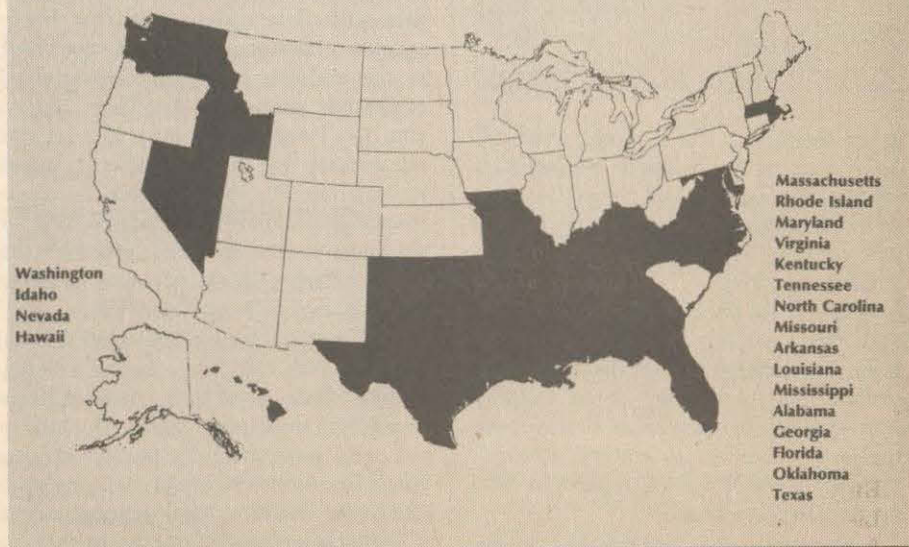 Washington
Idaho
Nevada
Hawaii
Massachusetts
Rhode Island
Maryland
Virginia
Kentucky
Tennessee
North Carolina
Missouri
Arkansas
Louisiana
Mississippi
Alabama
Georgia
Florida
Oklahoma
Texas